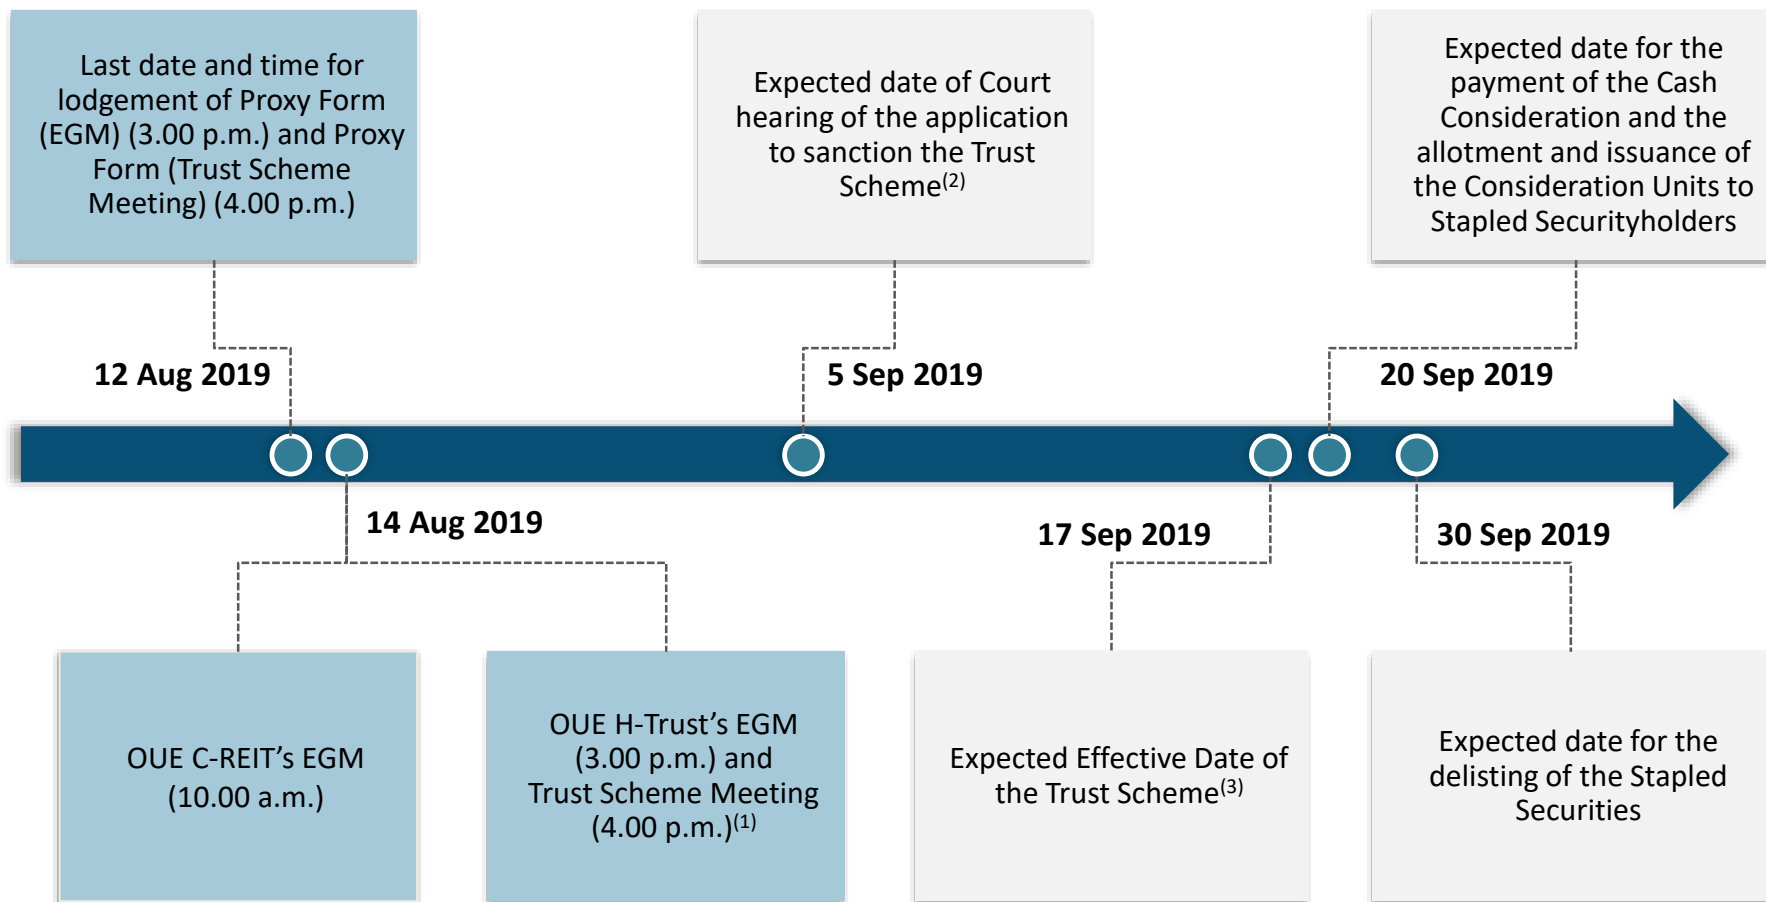 Last date and time for
lodgement of Proxy Form
(EGM) (3.00 p.m.) and Proxy
Form (Trust Scheme
Meeting) (4.00 p.m.)
Expected date of Court
hearing of the application
to sanction the Trust
Scheme(2)
Expected date for the
payment of the Cash
Consideration and the
allotment and issuance of
the Consideration Units to
Stapled Securityholders
12 Aug 2019
5 Sep 2019
20 Sep 2019
14 Aug 2019
17 Sep 2019
30 Sep 2019
OUE C-REIT’s EGM
(10.00 a.m.)
OUE H-Trust’s EGM
(3.00 p.m.) and
Trust Scheme Meeting
(4.00 p.m.)(1)
Expected Effective Date of
the Trust Scheme(3)
Expected date for the
delisting of the Stapled
Securities